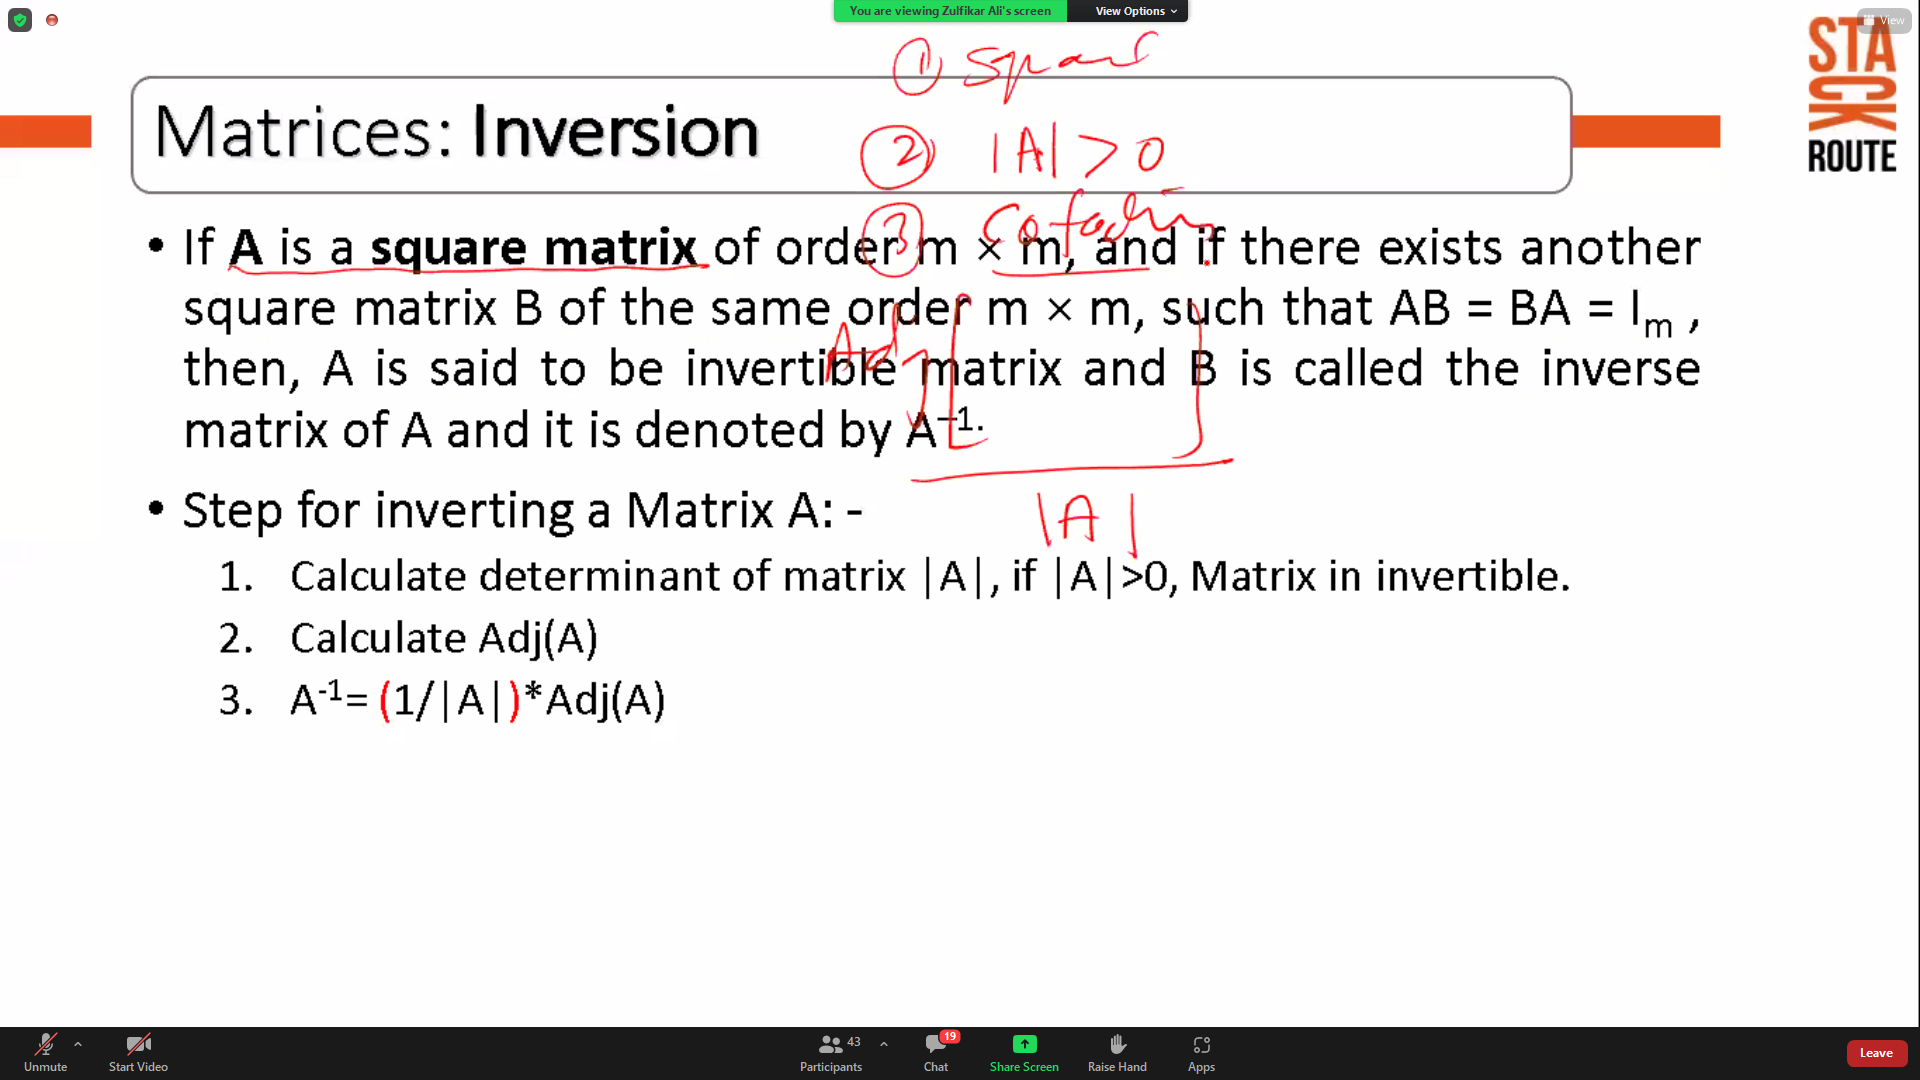 You are viewing Zulfikar Ali's screen
View Options
View
STACK
ROUTE
① Square
Matrices: Inversion
② |A| > 0
③ Cofactor
• If A is a square matrix of order m × m, and if there exists another
square matrix B of the same order m × m, such that AB = BA = Iₘ ,
then, A is said to be invertible matrix and B is called the inverse
matrix of A and it is denoted by A⁻¹.
Adj
|A|
• Step for inverting a Matrix A: -
1. Calculate determinant of matrix |A|, if |A|>0, Matrix in invertible.
2. Calculate Adj(A)
3. A⁻¹= (1/|A|)*Adj(A)
Unmute
Start Video
43
Participants
19
Chat
Share Screen
Raise Hand
Apps
Leave